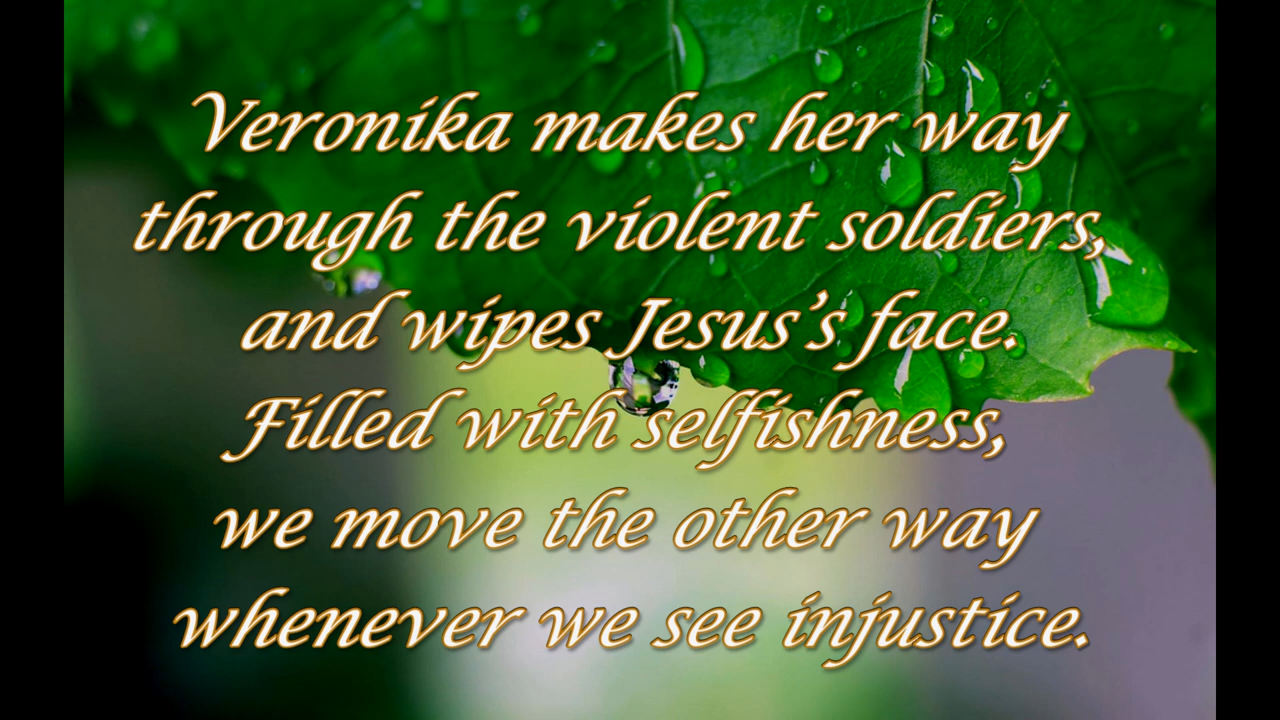 Veronika makes her way
through the violent soldiers,
and wipes Jesus’s face.
Filled with selfishness,
we move the other way
whenever we see injustice.